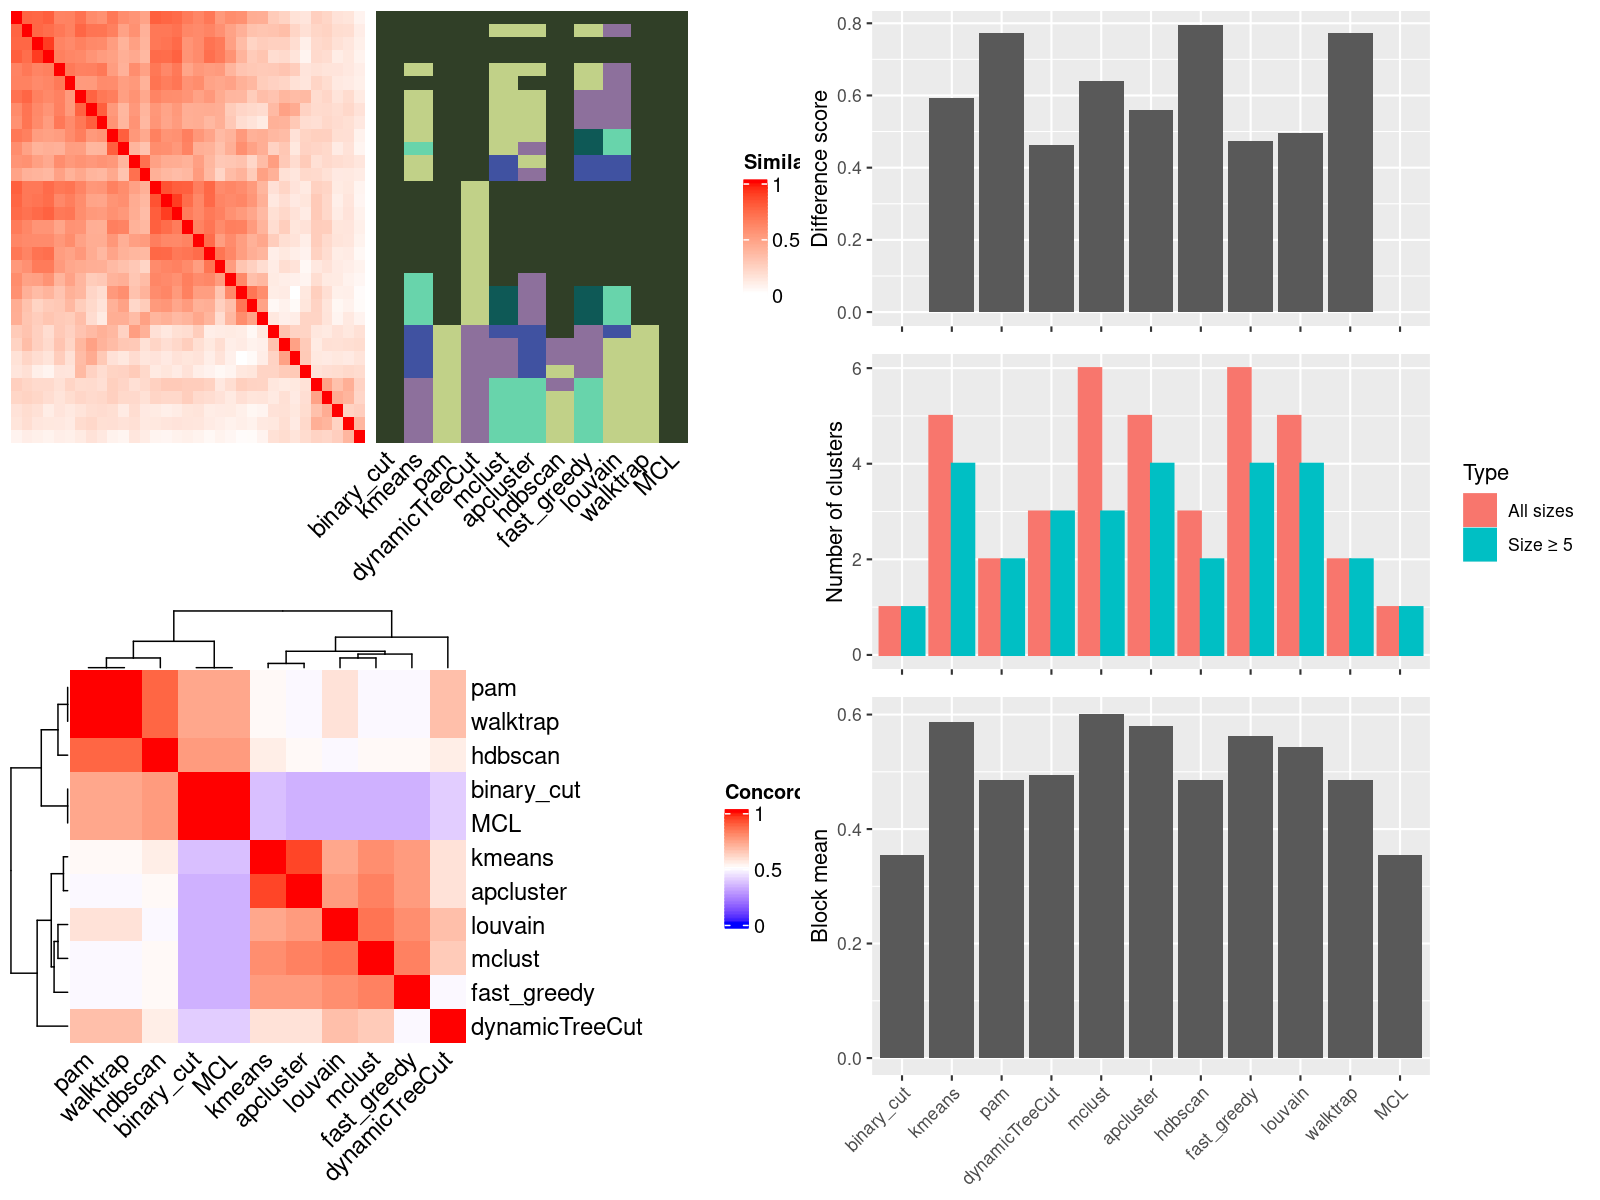 Simila
1
0.5
0
binary_cut
kmeans
pam
dynamicTreeCut
mclust
apcluster
hdbscan
fast_greedy
louvain
walktrap
MCL
pam
walktrap
hdbscan
binary_cut
MCL
kmeans
apcluster
louvain
mclust
fast_greedy
dynamicTreeCut
Concord
1
0.5
0
pam
walktrap
hdbscan
binary_cut
MCL
kmeans
apcluster
louvain
mclust
fast_greedy
dynamicTreeCut
Difference score
0.8
0.6
0.4
0.2
0.0
Number of clusters
6
4
2
0
Type
All sizes
Size ≥ 5
Block mean
0.6
0.4
0.2
0.0
binary_cut
kmeans
pam
dynamicTreeCut
mclust
apcluster
hdbscan
fast_greedy
louvain
walktrap
MCL